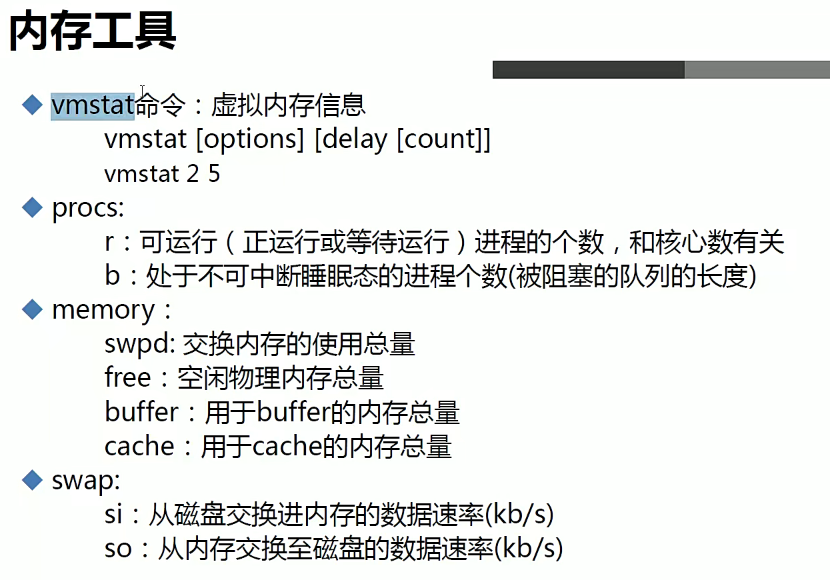 内存工具
vmstat命令：虚拟内存信息
vmstat [options] [delay [count]]
vmstat 2 5
procs:
r：可运行（正运行或等待运行）进程的个数，和核心数有关
b：处于不可中断睡眠态的进程个数(被阻塞的队列的长度)
memory：
swpd: 交换内存的使用总量
free：空闲物理内存总量
buffer：用于buffer的内存总量
cache：用于cache的内存总量
swap:
si：从磁盘交换进内存的数据速率(kb/s)
so：从内存交换至磁盘的数据速率(kb/s)